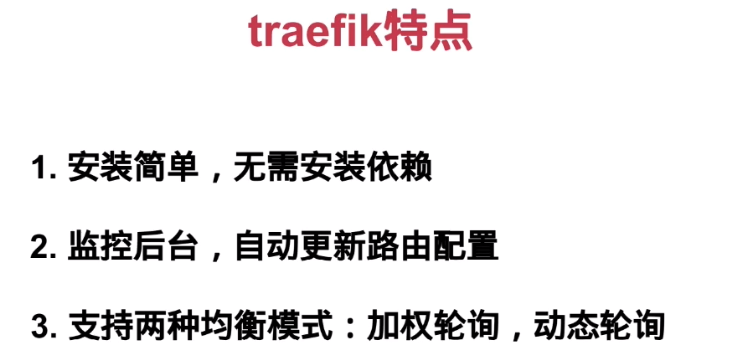 traefik特点
1. 安装简单，无需安装依赖
2. 监控后台，自动更新路由配置
3. 支持两种均衡模式：加权轮询，动态轮询